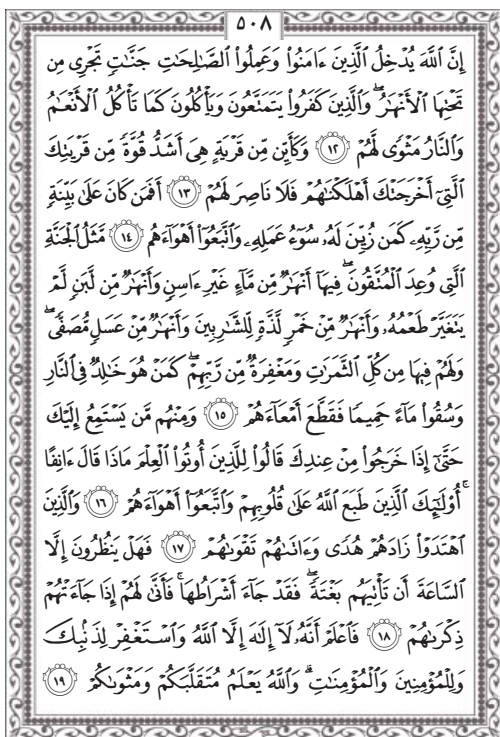 ٥٠٨
إِنَّ ٱللَّهَ يُدۡخِلُ ٱلَّذِينَ ءَامَنُواْ وَعَمِلُواْ ٱلصَّٰلِحَٰتِ جَنَّٰتٖ تَجۡرِي مِن
تَحۡتِهَا ٱلۡأَنۡهَٰرُۖ وَٱلَّذِينَ كَفَرُواْ يَتَمَتَّعُونَ وَيَأۡكُلُونَ كَمَا تَأۡكُلُ ٱلۡأَنۡعَٰمُ
وَٱلنَّارُ مَثۡوٗى لَّهُمۡ ١٢ وَكَأَيِّن مِّن قَرۡيَةٍ هِيَ أَشَدُّ قُوَّةٗ مِّن قَرۡيَتِكَ
ٱلَّتِيٓ أَخۡرَجَتۡكَ أَهۡلَكۡنَٰهُمۡ فَلَا نَاصِرَ لَهُمۡ ١٣ أَفَمَن كَانَ عَلَىٰ بَيِّنَةٖ
مِّن رَّبِّهِۦ كَمَن زُيِّنَ لَهُۥ سُوٓءُ عَمَلِهِۦ وَٱتَّبَعُوٓاْ أَهۡوَآءَهُم ١٤ مَّثَلُ ٱلۡجَنَّةِ
ٱلَّتِي وُعِدَ ٱلۡمُتَّقُونَۖ فِيهَآ أَنۡهَٰرٞ مِّن مَّآءٍ غَيۡرِ ءَاسِنٖ وَأَنۡهَٰرٞ مِّن لَّبَنٖ لَّمۡ
يَتَغَيَّرۡ طَعۡمُهُۥ وَأَنۡهَٰرٞ مِّنۡ خَمۡرٖ لَّذَّةٖ لِّلشَّٰرِبِينَ وَأَنۡهَٰرٞ مِّنۡ عَسَلٖ مُّصَفّٗىۖ
وَلَهُمۡ فِيهَا مِن كُلِّ ٱلثَّمَرَٰتِ وَمَغۡفِرَةٞ مِّن رَّبِّهِمۡۖ كَمَنۡ هُوَ خَٰلِدٞ فِي ٱلنَّارِ
وَسُقُواْ مَآءً حَمِيمٗا فَقَطَّعَ أَمۡعَآءَهُمۡ ١٥ وَمِنۡهُم مَّن يَسۡتَمِعُ إِلَيۡكَ
حَتَّىٰٓ إِذَا خَرَجُواْ مِنۡ عِندِكَ قَالُواْ لِلَّذِينَ أُوتُواْ ٱلۡعِلۡمَ مَاذَا قَالَ ءَانِفًاۚ
أُوْلَٰٓئِكَ ٱلَّذِينَ طَبَعَ ٱللَّهُ عَلَىٰ قُلُوبِهِمۡ وَٱتَّبَعُوٓاْ أَهۡوَآءَهُمۡ ١٦ وَٱلَّذِينَ
ٱهۡتَدَوۡاْ زَادَهُمۡ هُدٗى وَءَاتَىٰهُمۡ تَقۡوَىٰهُمۡ ١٧ فَهَلۡ يَنظُرُونَ إِلَّا
ٱلسَّاعَةَ أَن تَأۡتِيَهُم بَغۡتَةٗۖ فَقَدۡ جَآءَ أَشۡرَاطُهَاۚ فَأَنَّىٰ لَهُمۡ إِذَا جَآءَتۡهُمۡ
ذِكۡرَىٰهُمۡ ١٨ فَٱعۡلَمۡ أَنَّهُۥ لَآ إِلَٰهَ إِلَّا ٱللَّهُ وَٱسۡتَغۡفِرۡ لِذَنۢبِكَ
وَلِلۡمُؤۡمِنِينَ وَٱلۡمُؤۡمِنَٰتِۗ وَٱللَّهُ يَعۡلَمُ مُتَقَلَّبَكُمۡ وَمَثۡوَىٰكُمۡ ١٩